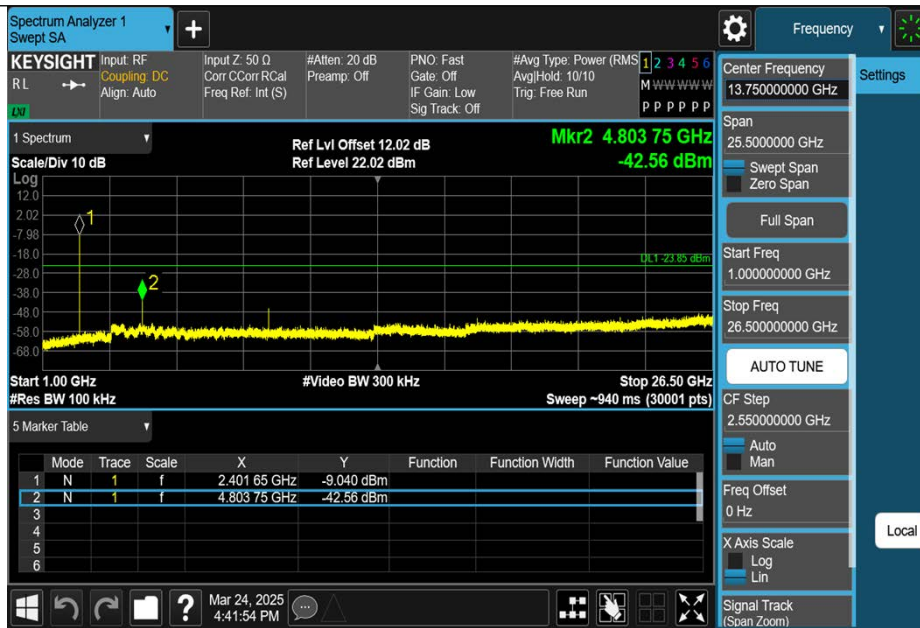 Spectrum Analyzer 1
Swept SA
+
Frequency
KEYSIGHT
RL
LXI
Input: RF
Coupling: DC
Align: Auto
Input Z: 50 Ω
Corr CCorr RCal
Freq Ref: Int (S)
#Atten: 20 dB
Preamp: Off
PNO: Fast
Gate: Off
IF Gain: Low
Sig Track: Off
#Avg Type: Power (RMS
Avg|Hold: 10/10
Trig: Free Run
1 2 3 4 5 6
M W W W W W
P P P P P P
1 Spectrum
Scale/Div 10 dB
Ref Lvl Offset 12.02 dB
Ref Level 22.02 dBm
Mkr2 4.803 75 GHz
-42.56 dBm
Log
12.0
2.02
-7.98
-18.0
-28.0
-38.0
-48.0
-58.0
-68.0
1
2
DL1 -23.85 dBm
Start 1.00 GHz
#Video BW 300 kHz
Stop 26.50 GHz
#Res BW 100 kHz
Sweep ~940 ms (30001 pts)
5 Marker Table
Mode Trace Scale X Y Function Function Width Function Value
1 N 1 f 2.401 65 GHz -9.040 dBm
2 N 1 f 4.803 75 GHz -42.56 dBm
3
4
5
6
?
Mar 24, 2025
4:41:54 PM
Center Frequency
13.750000000 GHz
Settings
Span
25.5000000 GHz
Swept Span
Zero Span
Full Span
Start Freq
1.000000000 GHz
Stop Freq
26.500000000 GHz
AUTO TUNE
CF Step
2.550000000 GHz
Auto
Man
Freq Offset
0 Hz
Local
X Axis Scale
Log
Lin
Signal Track
(Span Zoom)